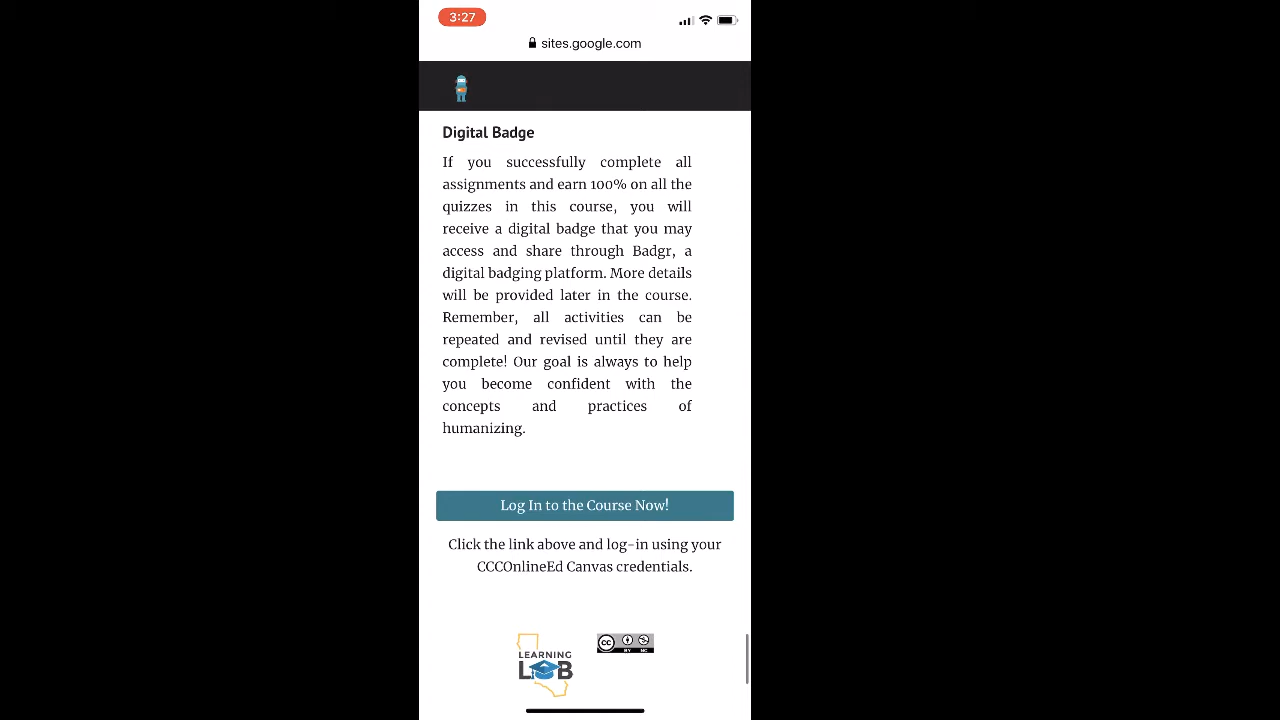 3:27
sites.google.com
Digital Badge
If you successfully complete all
assignments and earn 100% on all the
quizzes in this course, you will
receive a digital badge that you may
access and share through Badgr, a
digital badging platform. More details
will be provided later in the course.
Remember, all activities can be
repeated and revised until they are
complete! Our goal is always to help
you become confident with the
concepts and practices of
humanizing.
Log In to the Course Now!
Click the link above and log-in using your
CCCOnlineEd Canvas credentials.
LEARNING
LAB
CC
BY NC